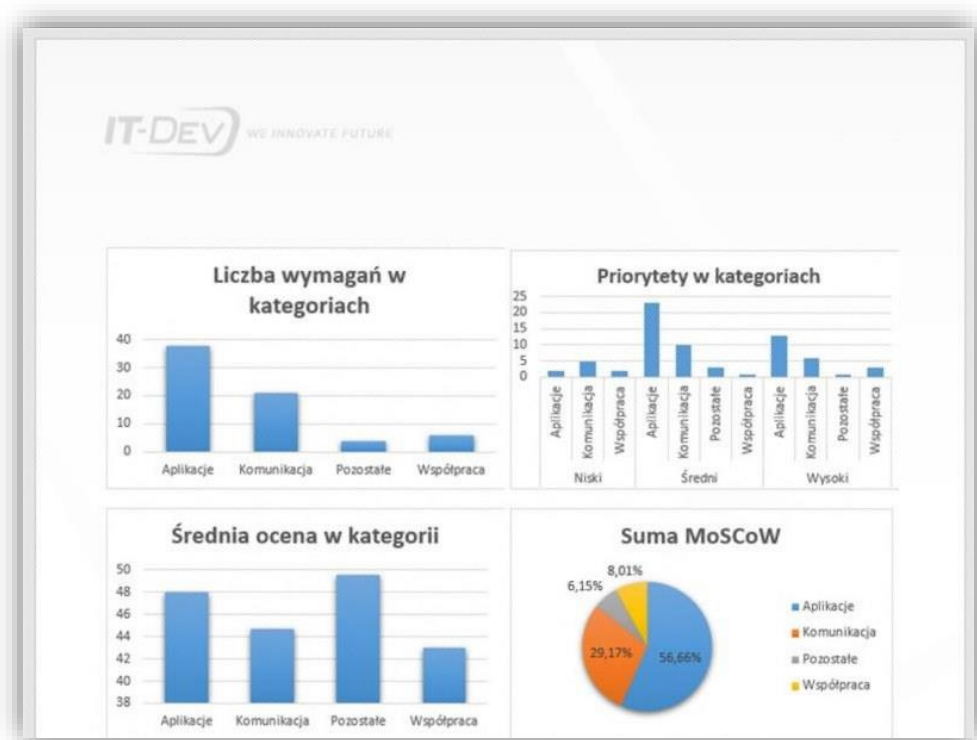 IT-DEV WE INNOVATE FUTURE
Liczba wymagań w
kategoriach
40
30
20
10
0
Aplikacje Komunikacja Pozostałe Współpraca
Priorytety w kategoriach
25
20
15
10
5
0
Aplikacje Komunikacja Współpraca Aplikacje Komunikacja Pozostałe Współpraca Aplikacje Komunikacja Pozostałe Współpraca
Niski Średni Wysoki
Średnia ocena w kategorii
50
48
46
44
42
40
38
Aplikacje Komunikacja Pozostałe Współpraca
Suma MoSCoW
8,01%
6,15%
29,17% 56,66%
Aplikacje
Komunikacja
Pozostałe
Współpraca